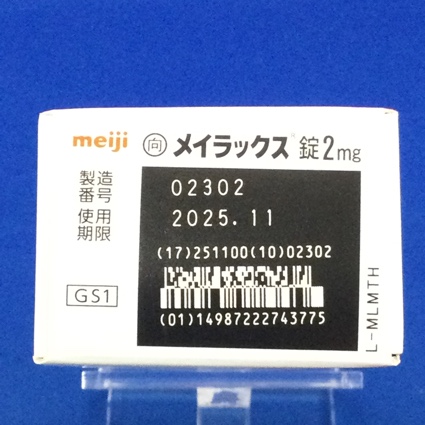 meiji 向 メイラックス® 錠2mg
製造番号 02302
使用期限 2025.11
(17)251100(10)02302
GS1
(01)14987222743775
L-MLMTH